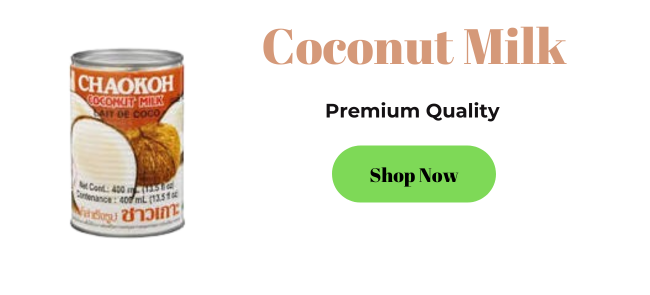 Coconut Milk
Premium Quality
Shop Now
CHAOKOH
COCONUT MILK
LAIT DE COCO
Net Cont.: 400 mL (13.5 fl oz)
Contenance : 400 mL (13.5 fl oz)
ชาวเกาะ